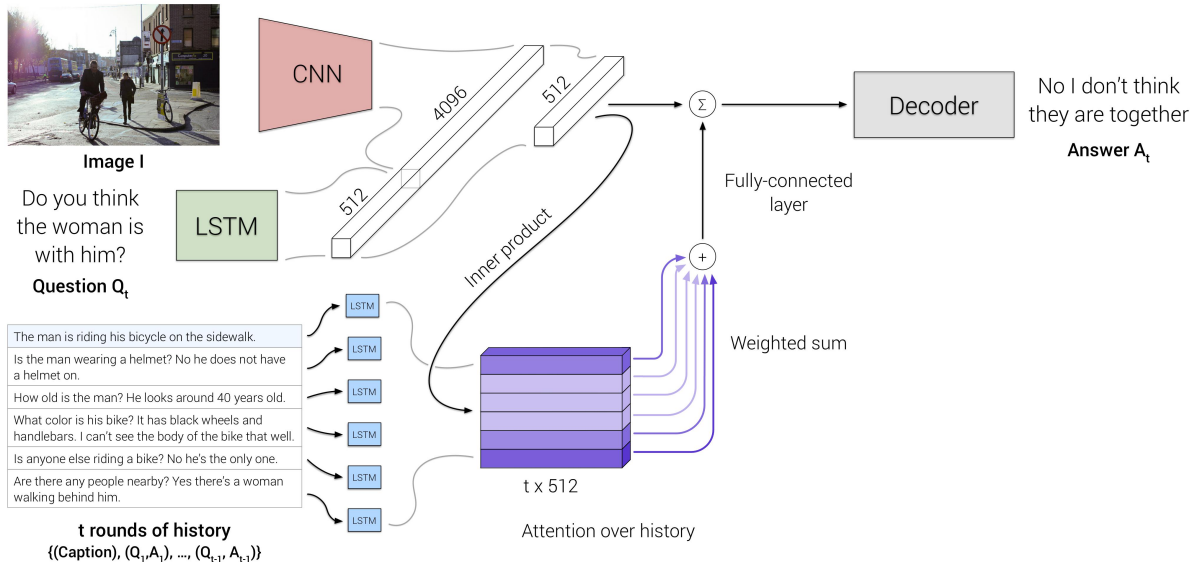 CNN
4096
512
512
Σ
Decoder
No I don't think
they are together
Answer Aₜ
Image I
Do you think
the woman is
with him?
Question Qₜ
LSTM
Inner product
Fully-connected
layer
+
Weighted sum
The man is riding his bicycle on the sidewalk.
Is the man wearing a helmet? No he does not have
a helmet on.
How old is the man? He looks around 40 years old.
What color is his bike? It has black wheels and
handlebars. I can't see the body of the bike that well.
Is anyone else riding a bike? No he's the only one.
Are there any people nearby? Yes there's a woman
walking behind him.
LSTM
LSTM
LSTM
LSTM
LSTM
LSTM
t x 512
Attention over history
t rounds of history
{(Caption), (Q₁,A₁), ..., (Qₜ₋₁, Aₜ₋₁)}